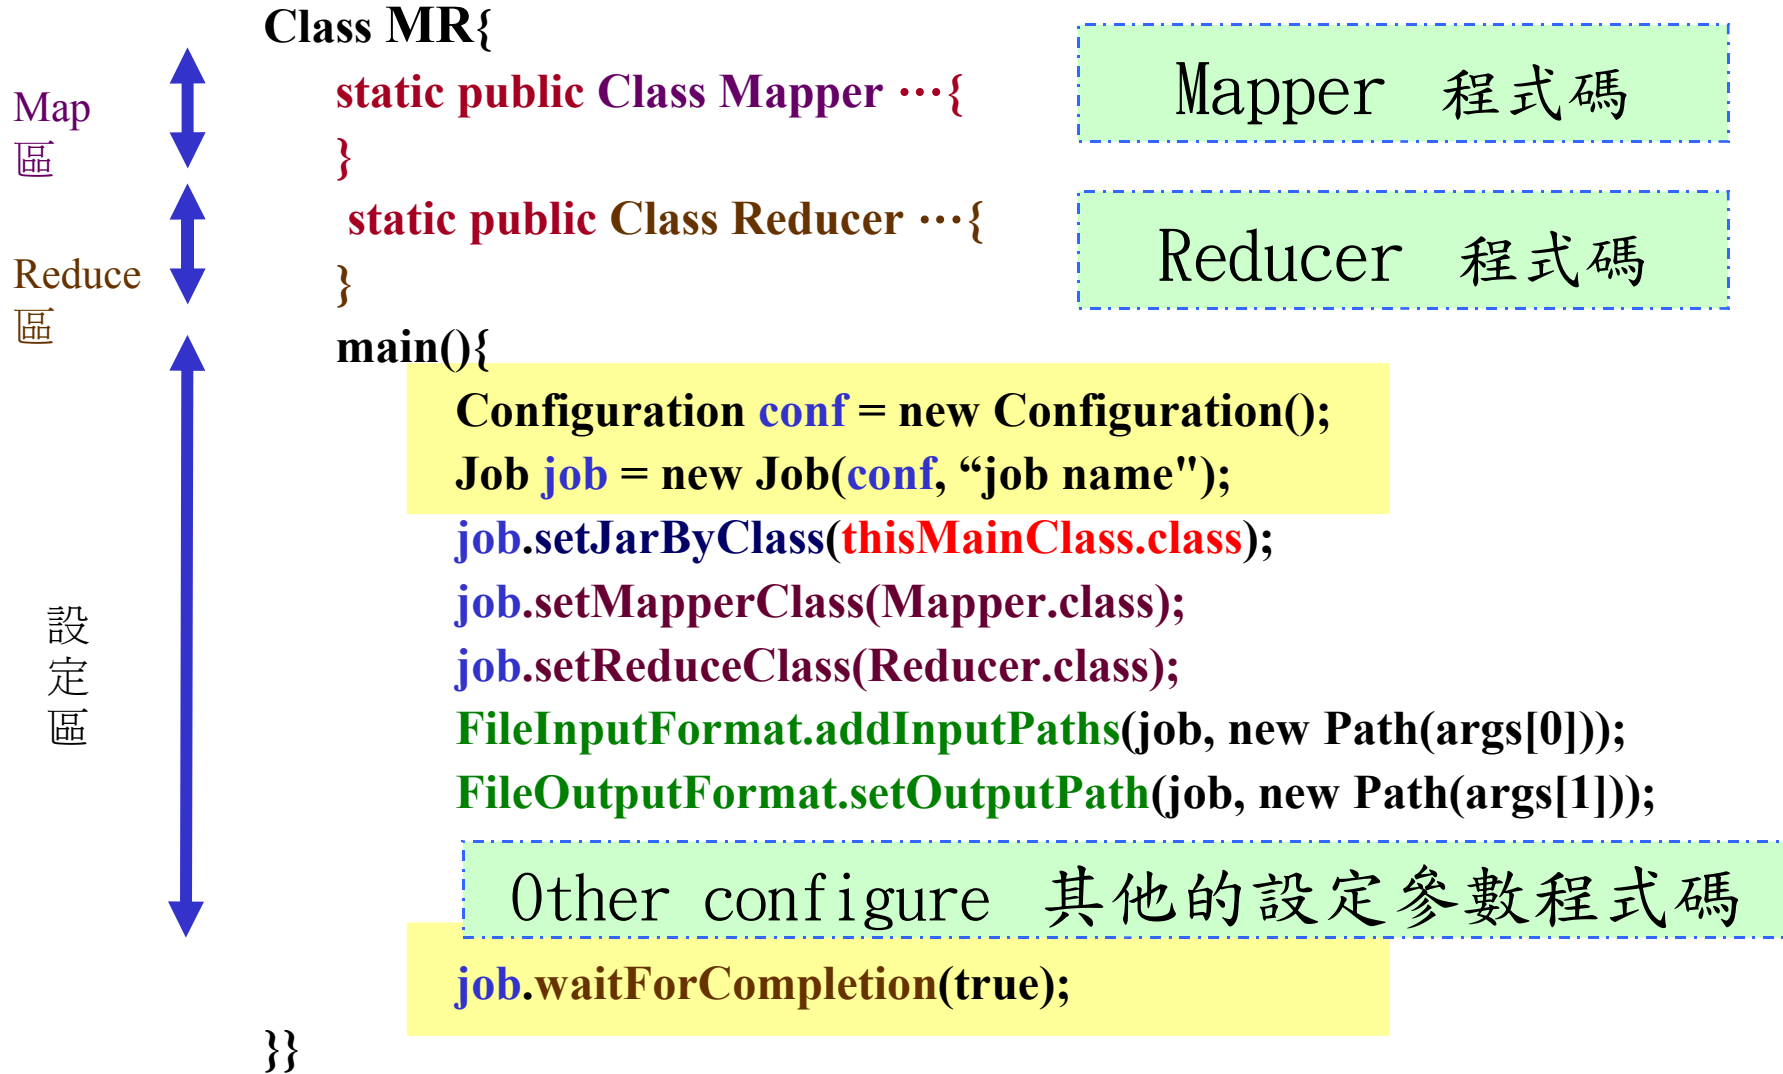 Class MR{
Map
區
static public Class Mapper ⋯{
}
Mapper 程式碼
Reduce
區
static public Class Reducer ⋯{
}
Reducer 程式碼
設
定
區
main(){
Configuration conf = new Configuration();
Job job = new Job(conf, “job name");
job.setJarByClass(thisMainClass.class);
job.setMapperClass(Mapper.class);
job.setReduceClass(Reducer.class);
FileInputFormat.addInputPaths(job, new Path(args[0]));
FileOutputFormat.setOutputPath(job, new Path(args[1]));
Other configure 其他的設定參數程式碼
job.waitForCompletion(true);
}}